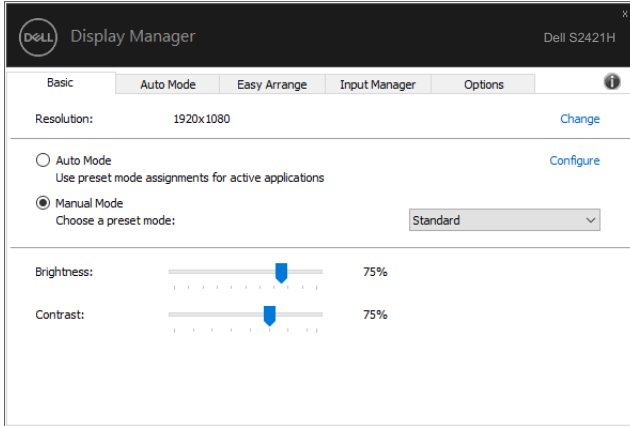 x
DELL Display Manager Dell S2421H
Basic Auto Mode Easy Arrange Input Manager Options i
Resolution: 1920x1080 Change
Auto Mode Configure
Use preset mode assignments for active applications
Manual Mode
Choose a preset mode: Standard
Brightness: 75%
Contrast: 75%